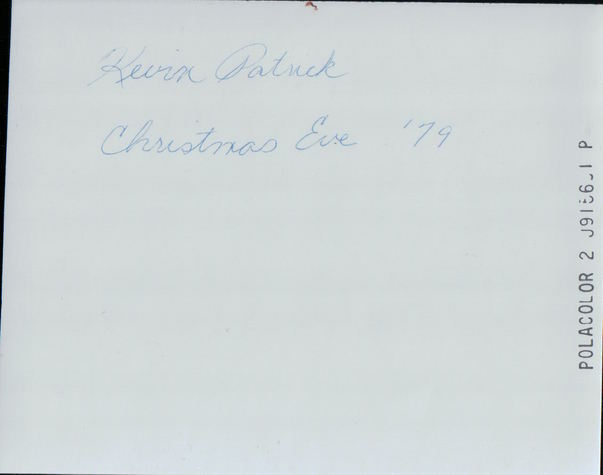 Kevin Patrick
Christmas Eve '79
POLACOLOR 2